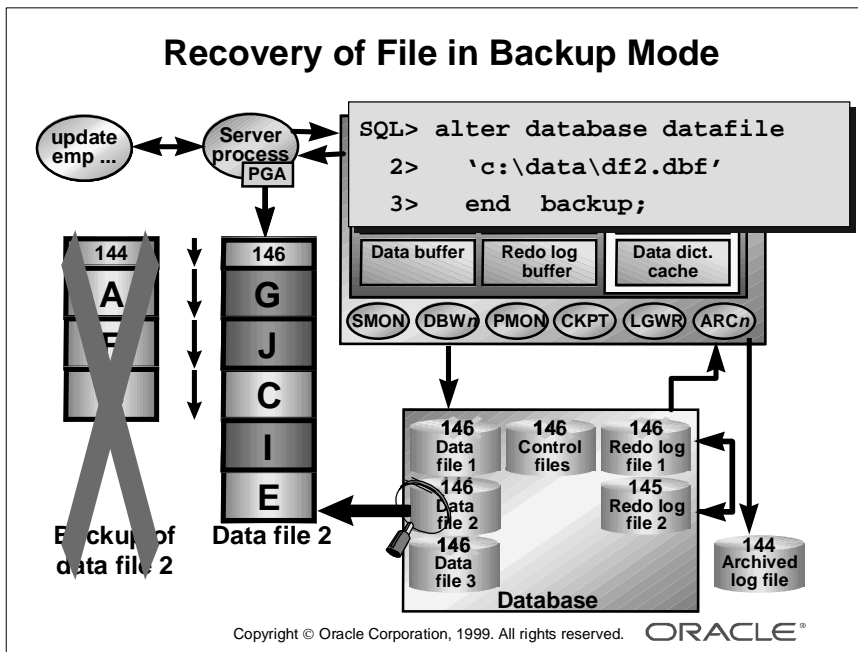 Recovery of File in Backup Mode
update
emp ...
Server
process
PGA
SQL> alter database datafile
2> ‘c:\data\df2.dbf’
3> end backup;
Data buffer
Redo log
buffer
Data dict.
cache
SMON
DBWn
PMON
CKPT
LGWR
ARCn
144
A
146
G
J
C
I
E
Backup of
data file 2
Data file 2
146
Data
file 1
146
Control
files
146
Redo log
file 1
146
Data
file 2
145
Redo log
file 2
146
Data
file 3
Database
144
Archived
log file
Copyright © Oracle Corporation, 1999. All rights reserved.
ORACLE®